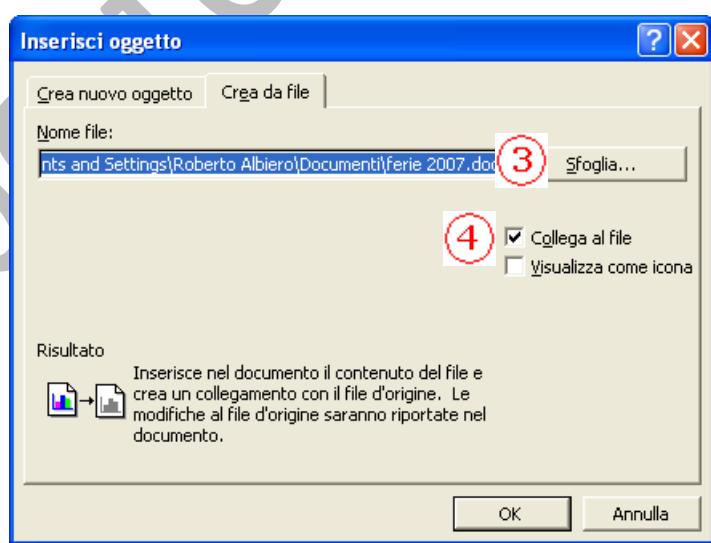 Inserisci oggetto
Crea nuovo oggetto Crea da file
Nome file:
nts and Settings\Roberto Albiero\Documenti\ferie 2007.doc 3 Sfoglia...
4 Collega al file
Visualizza come icona
Risultato
Inserisce nel documento il contenuto del file e
crea un collegamento con il file d'origine. Le
modifiche al file d'origine saranno riportate nel
documento.
OK Annulla